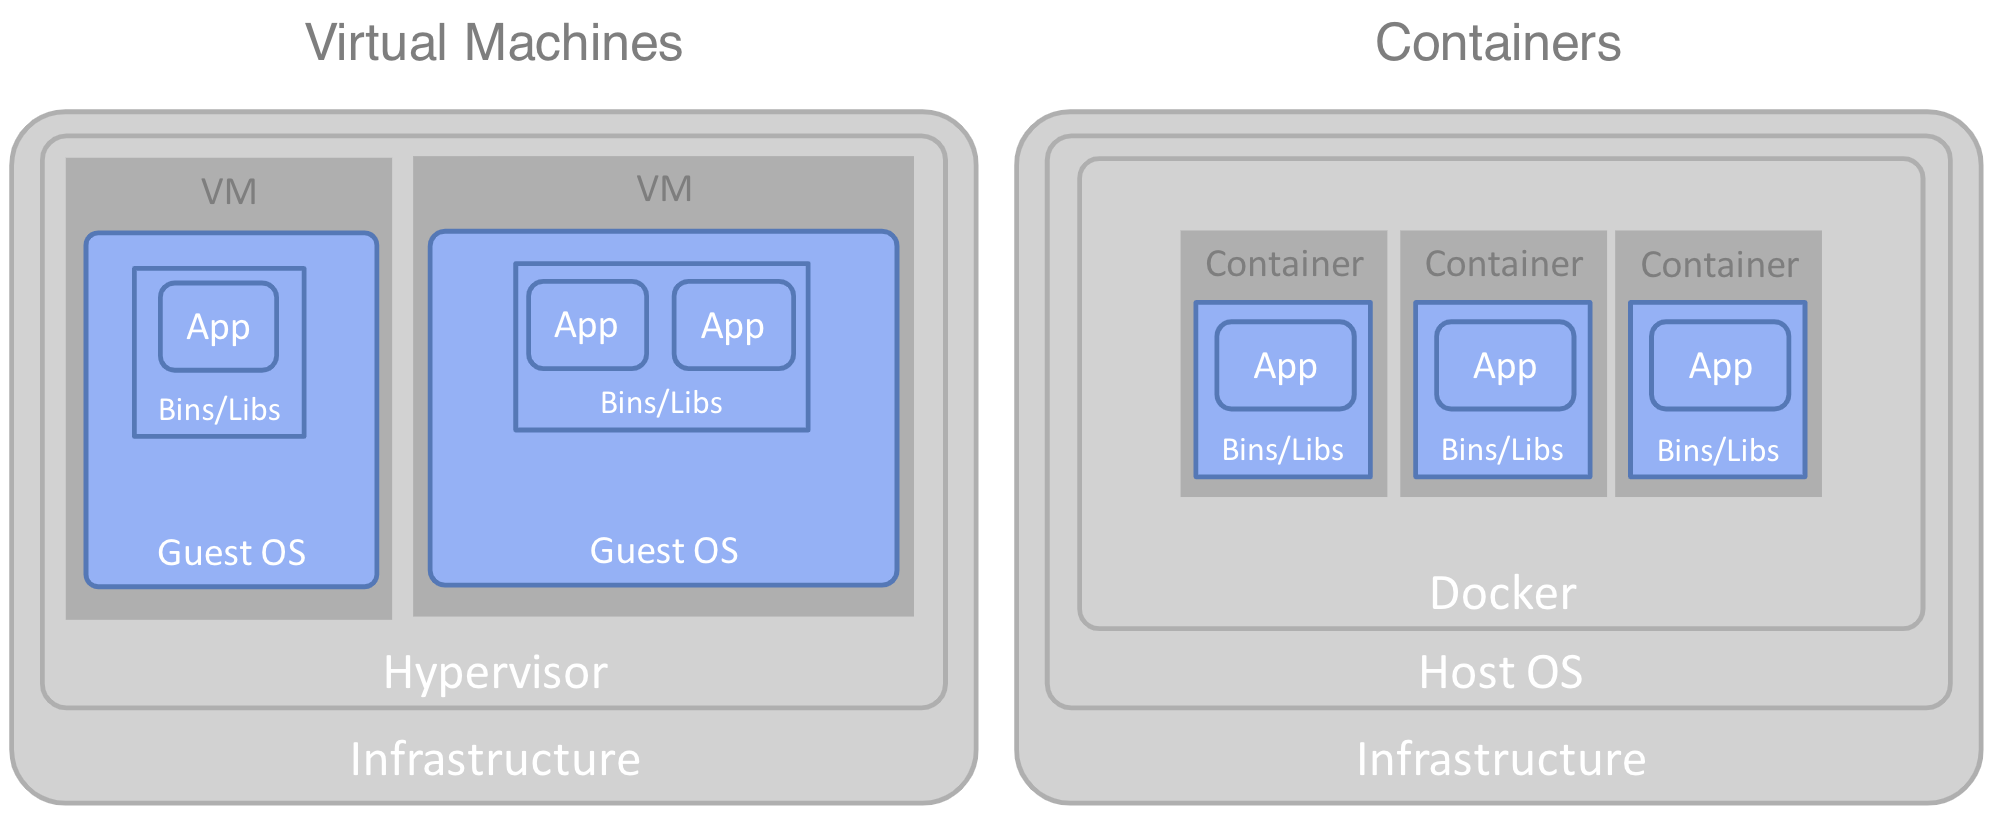 Virtual Machines
VM
App
Bins/Libs
Guest OS
VM
App App
Bins/Libs
Guest OS
Hypervisor
Infrastructure
Containers
Container
App
Bins/Libs
Container
App
Bins/Libs
Container
App
Bins/Libs
Docker
Host OS
Infrastructure